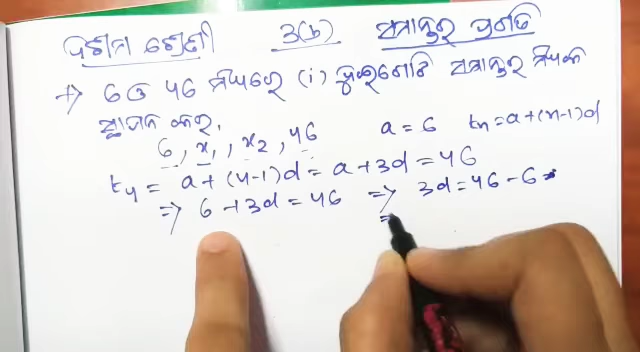 ଦଶମ ଶ୍ରେଣୀ 3(b) ସମାନ୍ତର ପ୍ରଗତି
→ 6 ଓ 46 ମଧ୍ୟରେ (i) ଦୁଇଗୋଟି ସମାନ୍ତର ମଧ୍ୟକ
ସ୍ଥାପନ କର.
6, x₁, x₂, 46 a = 6 tn = a+(n-1)d
t₄ = a+(4-1)d = a+3d = 46
⇒ 6+3d = 46 ⇒ 3d = 46-6